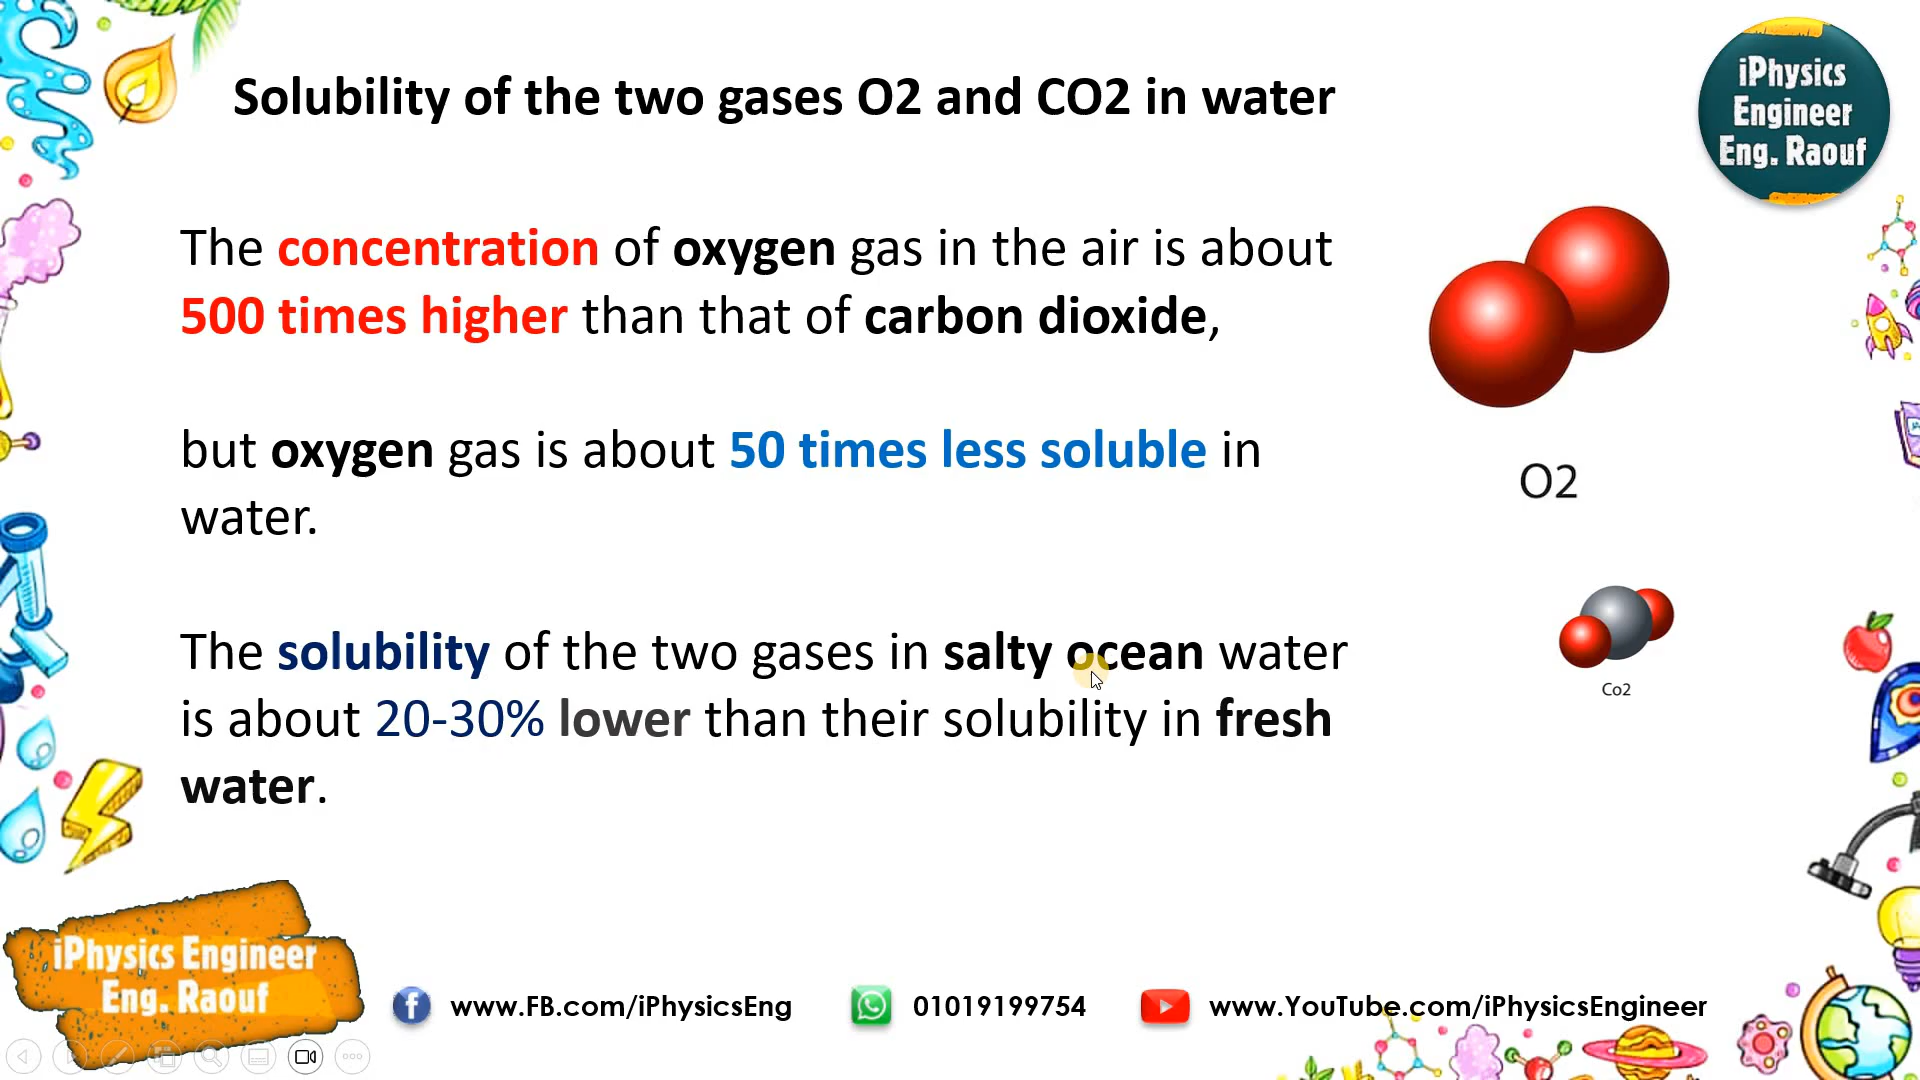 Solubility of the two gases O2 and CO2 in water
iPhysics
Engineer
Eng. Raouf
The concentration of oxygen gas in the air is about
500 times higher than that of carbon dioxide,
but oxygen gas is about 50 times less soluble in
water.
O2
The solubility of the two gases in salty ocean water
is about 20-30% lower than their solubility in fresh
water.
Co2
iPhysics Engineer
Eng. Raouf
www.FB.com/iPhysicsEng
01019199754
www.YouTube.com/iPhysicsEngineer